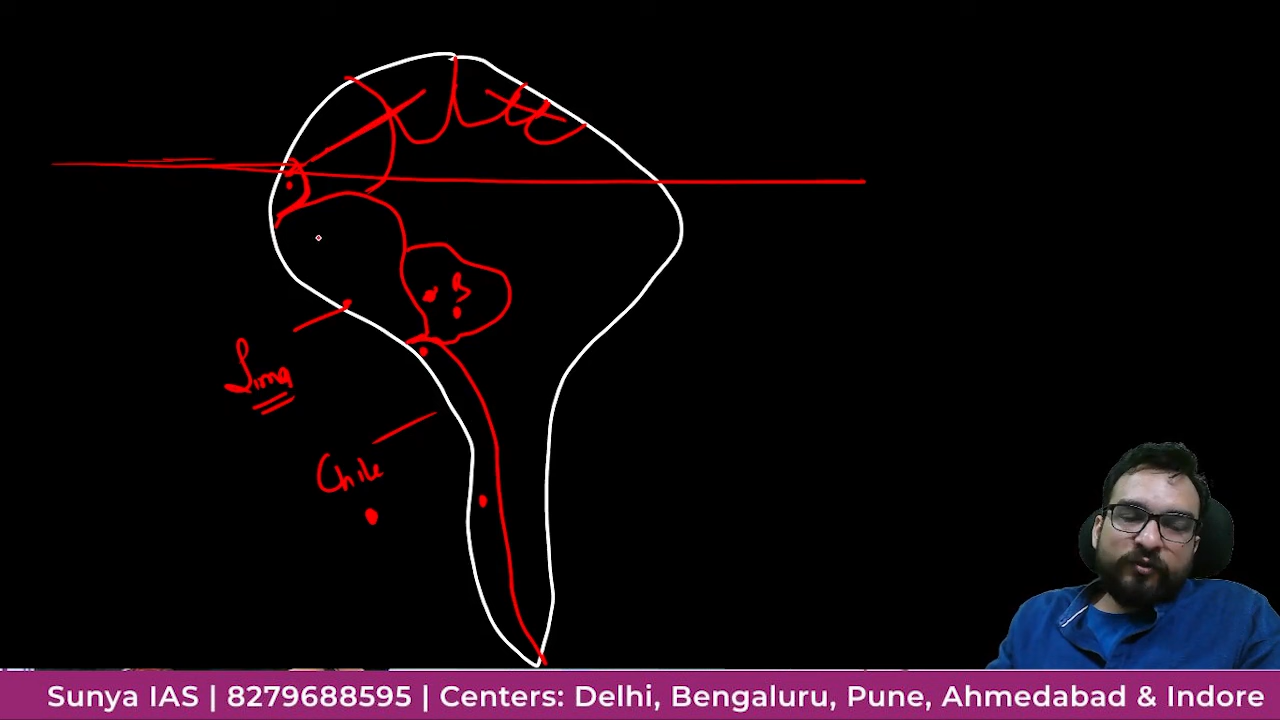 B
Lima
Chile
Sunya IAS | 8279688595 | Centers: Delhi, Bengaluru, Pune, Ahmedabad & Indore